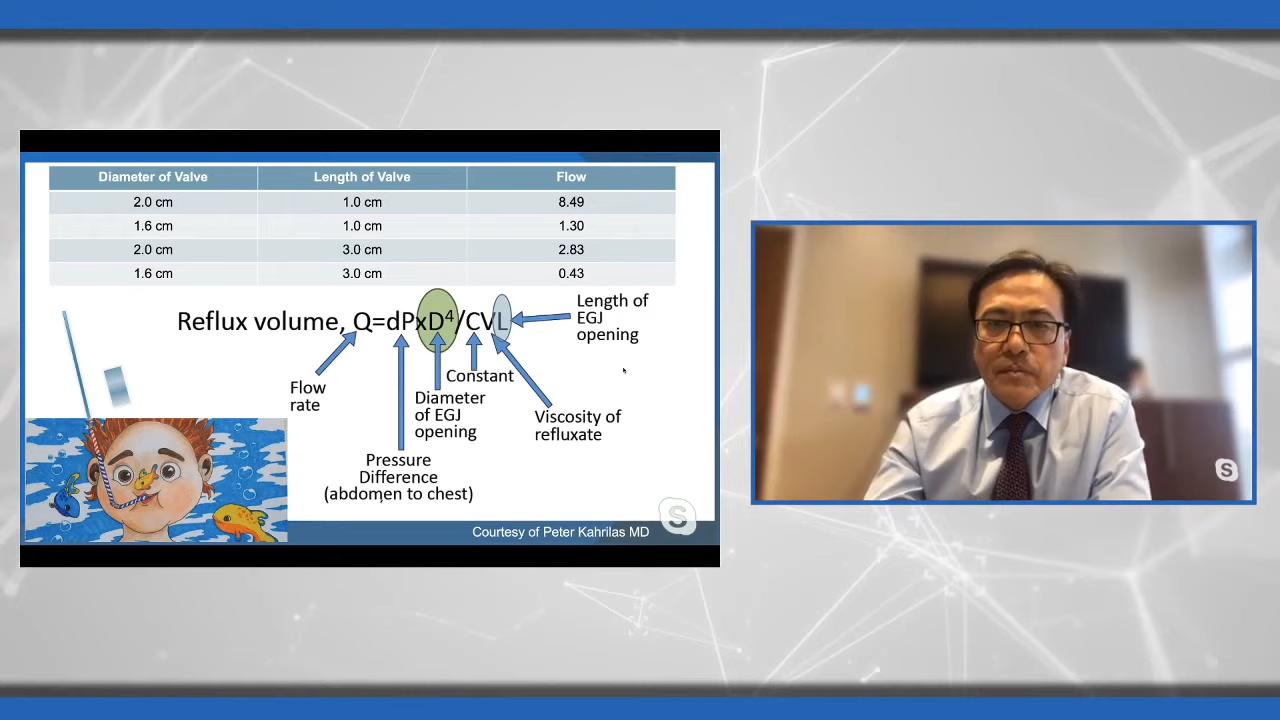 Diameter of Valve Length of Valve Flow
2.0 cm 1.0 cm 8.49
1.6 cm 1.0 cm 1.30
2.0 cm 3.0 cm 2.83
1.6 cm 3.0 cm 0.43
Reflux volume, Q=dPxD⁴/CVL
Length of
EGJ
opening
Flow
rate
Constant
Diameter
of EGJ
opening
Viscosity of
refluxate
Pressure
Difference
(abdomen to chest)
S
Courtesy of Peter Kahrilas MD
S